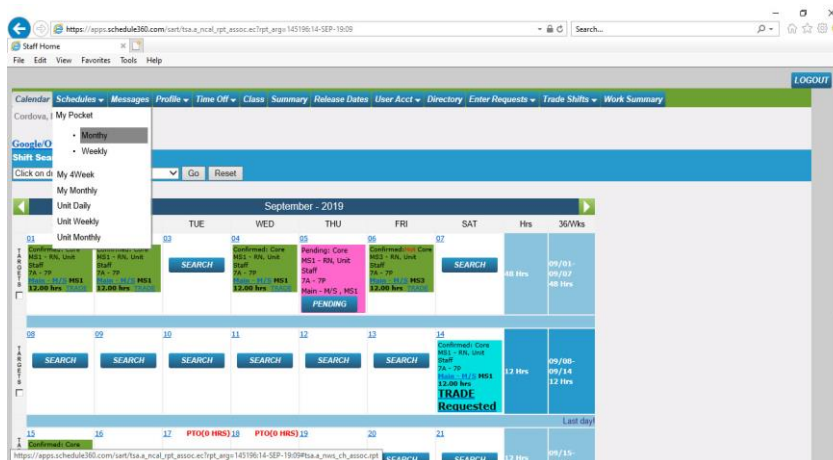 https://apps.schedule360.com/sart/tsa.a_ncal_rpt_assoc.ec?rpt_arg=145196:14-SEP-19:09
Search...
Staff Home
File Edit View Favorites Tools Help
LOGOUT
Calendar Schedules Messages Profile Time Off Class Summary Release Dates User Acct Directory Enter Requests Trade Shifts Work Summary
Cordova,
My Pocket
Monthy
Weekly
My 4Week
My Monthly
Unit Daily
Unit Weekly
Unit Monthly
Google/O
Shift Sea
Click on d
Go Reset
September - 2019
TUE WED THU FRI SAT Hrs 36/Wks
TARGETS
01 02 03 04 05 06 07
Confirmed: Core
MS1 - RN, Unit
Staff
7A - 7P
Main - M/S MS1
12.00 hrs TRADE
MS1 - RN, Unit
Staff
7A - 7P
Main - M/S MS1
12.00 hrs TRADE
SEARCH
Confirmed: Core
MS1 - RN, Unit
Staff
7A - 7P
Main - M/S MS1
12.00 hrs TRADE
Pending: Core
MS1 - RN, Unit
Staff
7A - 7P
Main - M/S , MS1
PENDING
Confirmed: Core
MS3 - RN, Unit
Staff
7A - 7P
Main - M/S MS3
12.00 hrs TRADE
SEARCH
48 Hrs
09/01-
09/07
48 Hrs
TARGETS
08 09 10 11 12 13 14
SEARCH SEARCH SEARCH SEARCH SEARCH SEARCH
Confirmed: Core
MS1 - RN, Unit
Staff
7A - 7P
Main - M/S MS1
12.00 hrs
TRADE
Requested
12 Hrs
09/08-
09/14
12 Hrs
Last day!
15 16 17 PTO(0 HRS) 18 PTO(0 HRS) 19 20 21
Confirmed: Core
SEARCH SEARCH
12 Hrs
09/15-
https://apps.schedule360.com/sart/tsa.a_ncal_rpt_assoc.ec?rpt_arg=145196:14-SEP-19:09#tsa.a_nws_ch_assoc.rpt